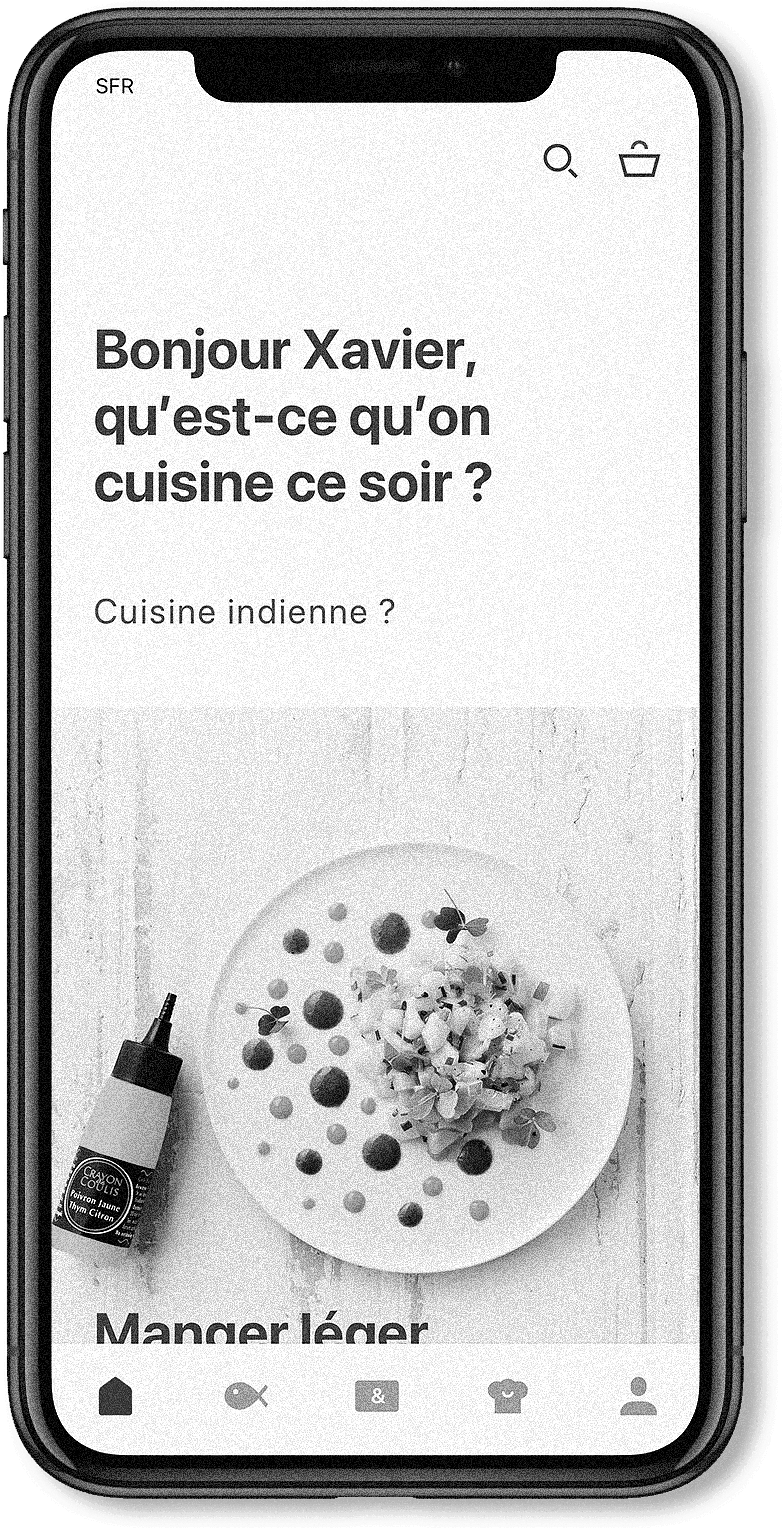 SFR
Bonjour Xavier,
qu’est-ce qu’on
cuisine ce soir ?
Cuisine indienne ?
CRAYON
COULIS
Poivron Jaune
Thym Citron
Manger léger
&